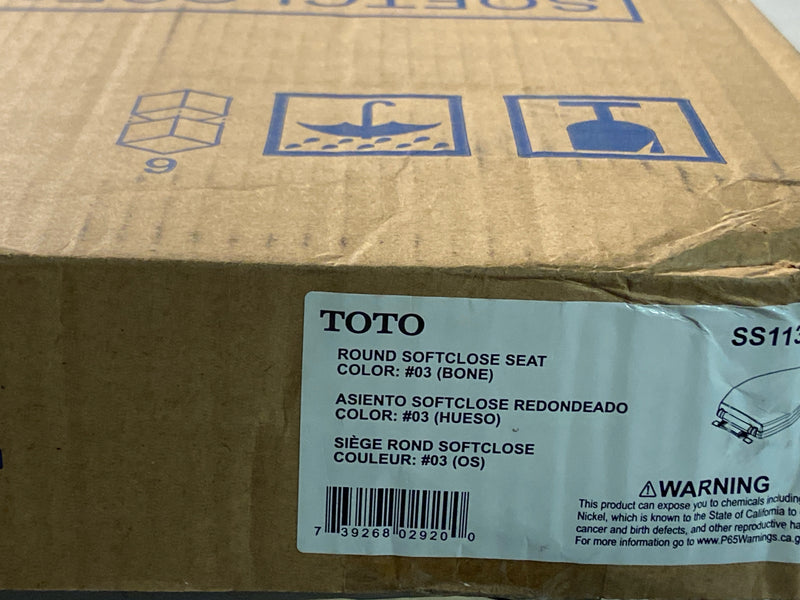 SOFTCLOSE
6
TOTO
SS113
ROUND SOFTCLOSE SEAT
COLOR: #03 (BONE)
ASIENTO SOFTCLOSE REDONDEADO
COLOR: #03 (HUESO)
SIÈGE ROND SOFTCLOSE
COULEUR: #03 (OS)
7 39268 02920 0
⚠WARNING
This product can expose you to chemicals including
Nickel, which is known to the State of California to
cancer and birth defects, and other reproductive ha
For more information go to www.P65Warnings.ca.g